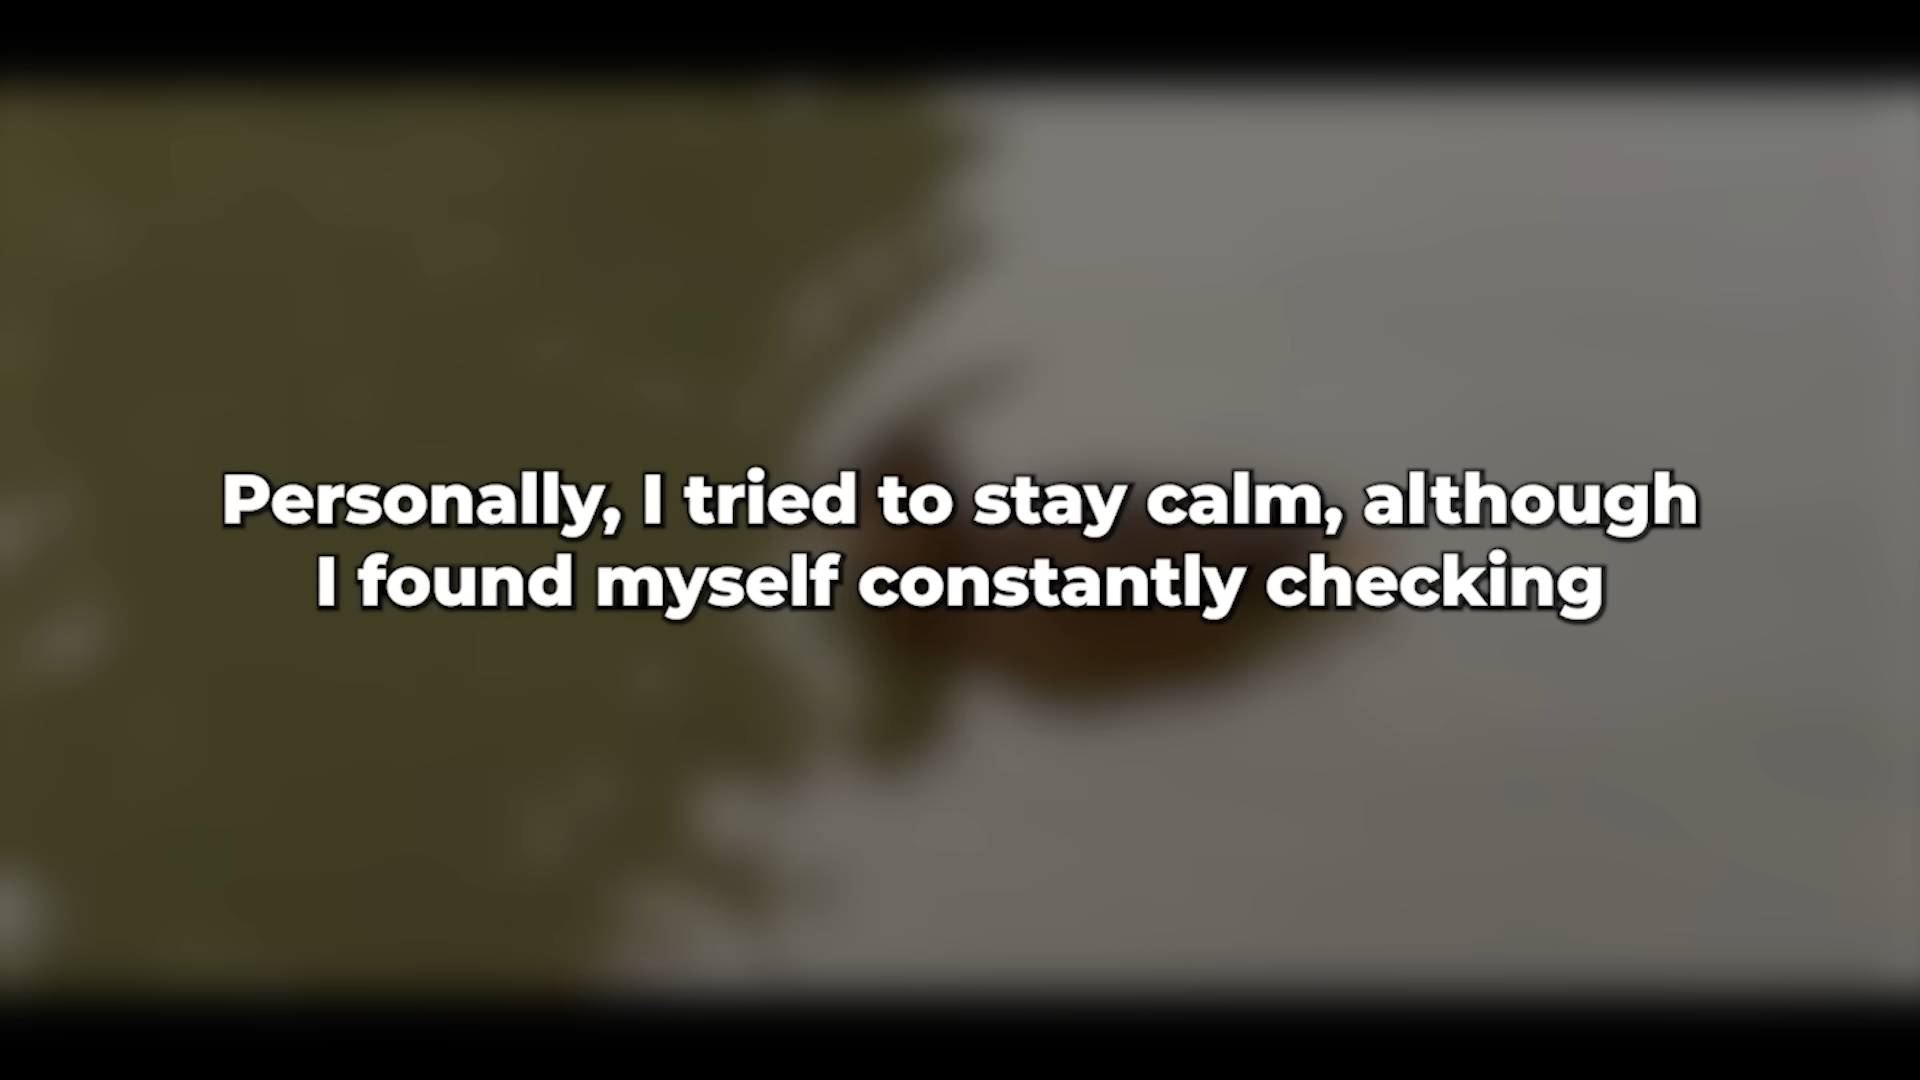 Personally, I tried to stay calm, although
I found myself constantly checking